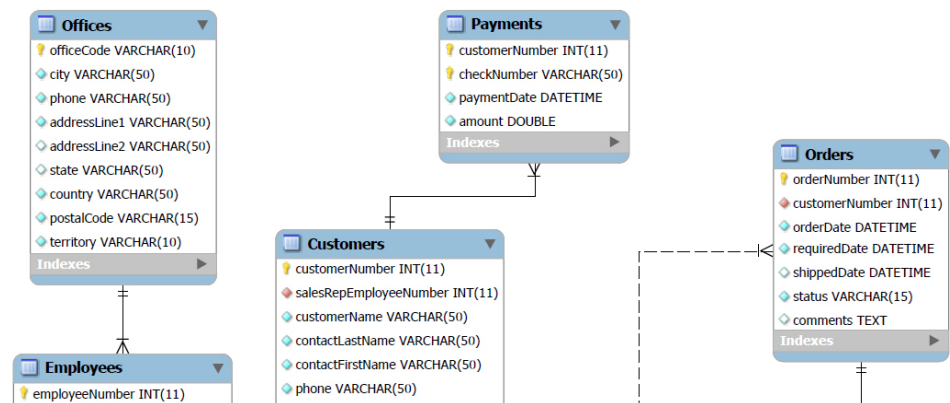 Offices
officeCode VARCHAR(10)
city VARCHAR(50)
phone VARCHAR(50)
addressLine1 VARCHAR(50)
addressLine2 VARCHAR(50)
state VARCHAR(50)
country VARCHAR(50)
postalCode VARCHAR(15)
territory VARCHAR(10)
Indexes
Employees
employeeNumber INT(11)
Payments
customerNumber INT(11)
checkNumber VARCHAR(50)
paymentDate DATETIME
amount DOUBLE
Indexes
Customers
customerNumber INT(11)
salesRepEmployeeNumber INT(11)
customerName VARCHAR(50)
contactLastName VARCHAR(50)
contactFirstName VARCHAR(50)
phone VARCHAR(50)
Orders
orderNumber INT(11)
customerNumber INT(11)
orderDate DATETIME
requiredDate DATETIME
shippedDate DATETIME
status VARCHAR(15)
comments TEXT
Indexes